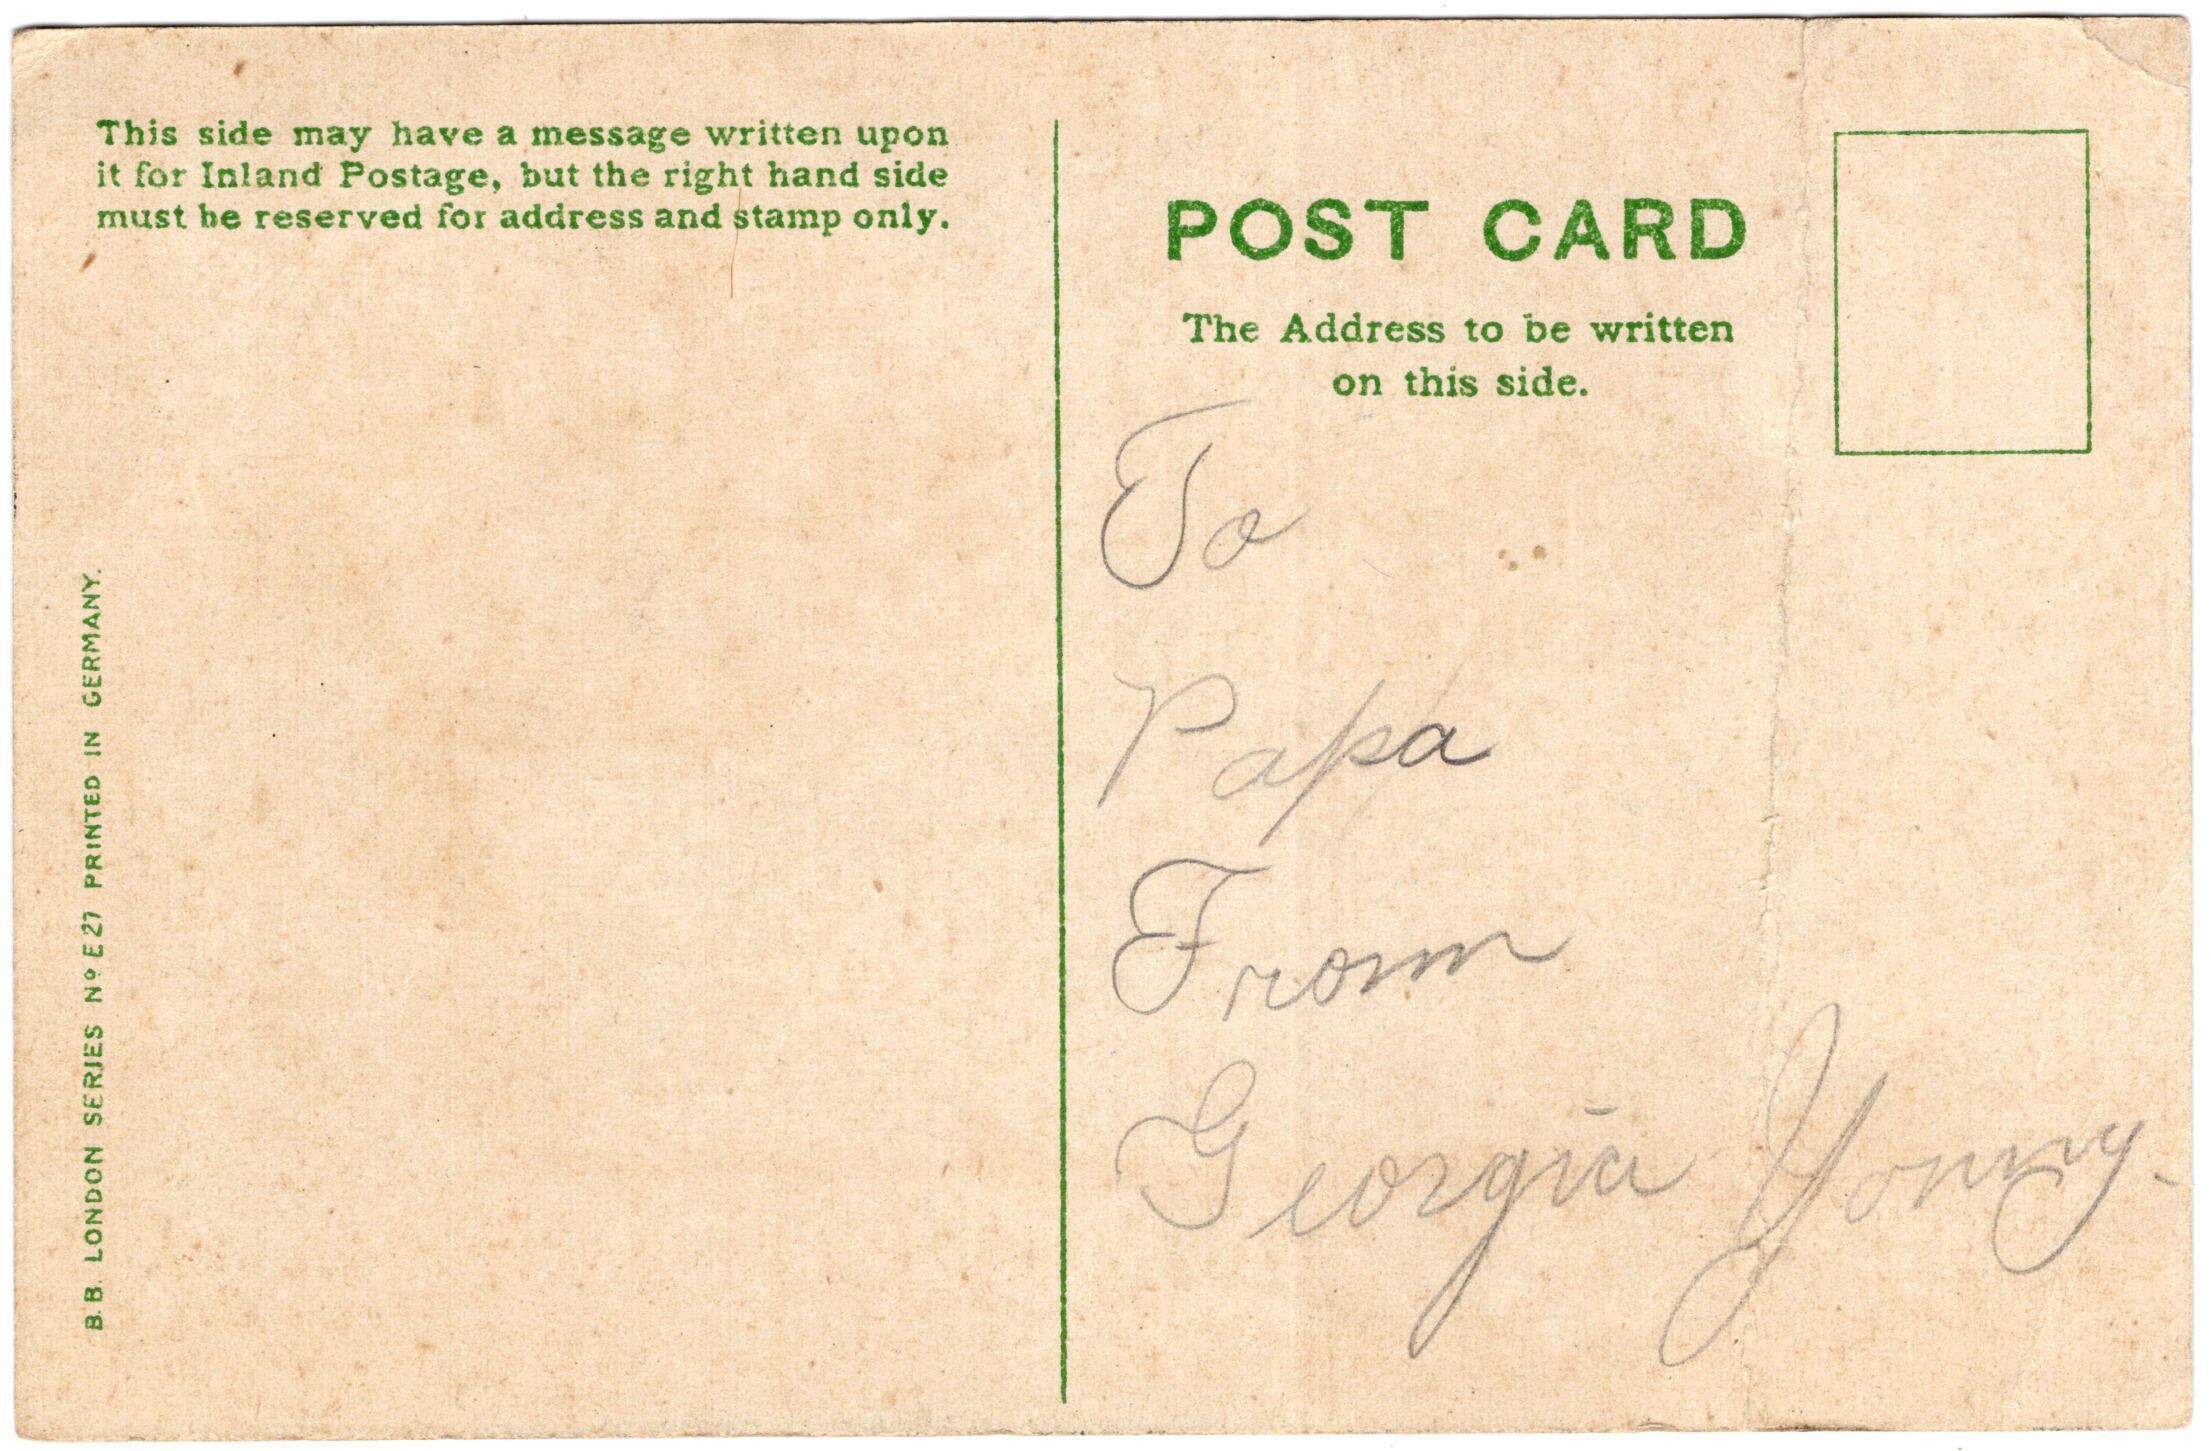 This side may have a message written upon
it for Inland Postage, but the right hand side
must be reserved for address and stamp only.
POST CARD
The Address to be written
on this side.
To
Papa
From
Georgia
B.B. LONDON SERIES Nº E27 PRINTED IN GERMANY.